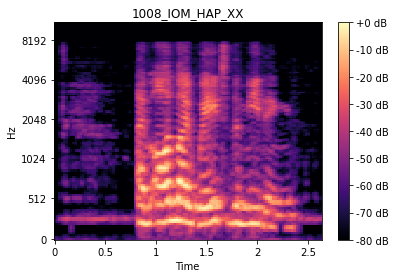 1008_IOM_HAP_XX
Hz
8192
4096
2048
1024
512
0
0 0.5 1 1.5 2 2.5
Time
+0 dB
-10 dB
-20 dB
-30 dB
-40 dB
-50 dB
-60 dB
-70 dB
-80 dB